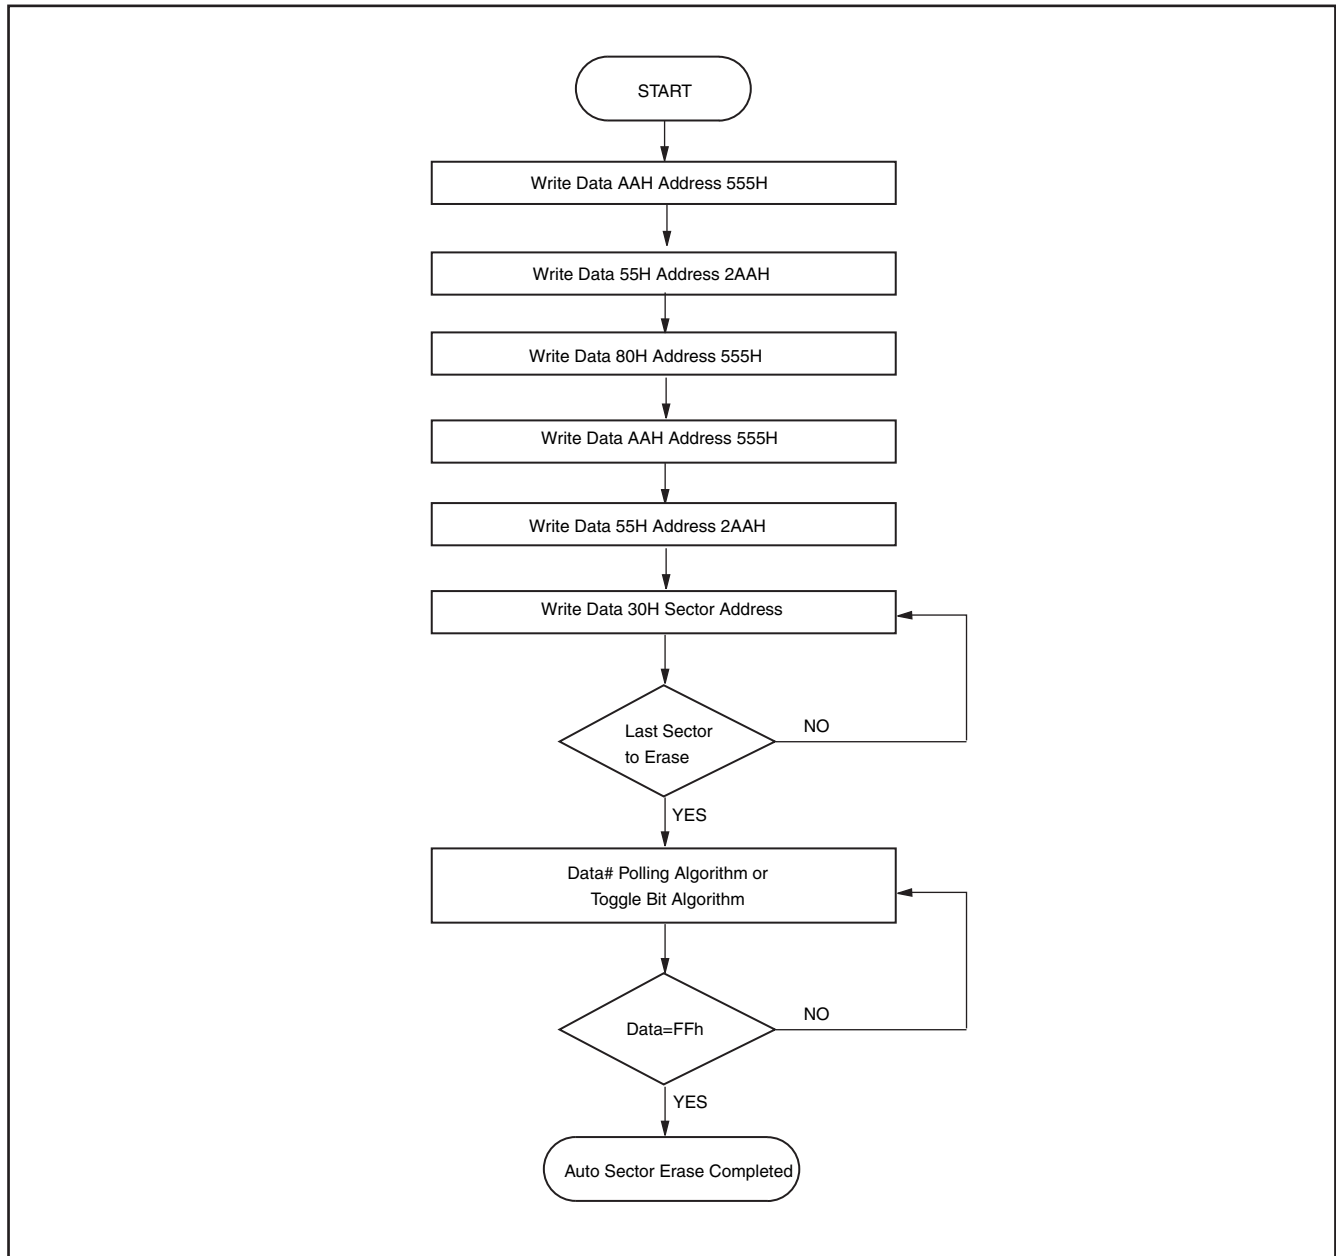 START
Write Data AAH Address 555H
Write Data 55H Address 2AAH
Write Data 80H Address 555H
Write Data AAH Address 555H
Write Data 55H Address 2AAH
Write Data 30H Sector Address
Last Sector
to Erase
NO
YES
Data# Polling Algorithm or
Toggle Bit Algorithm
Data=FFh
NO
YES
Auto Sector Erase Completed